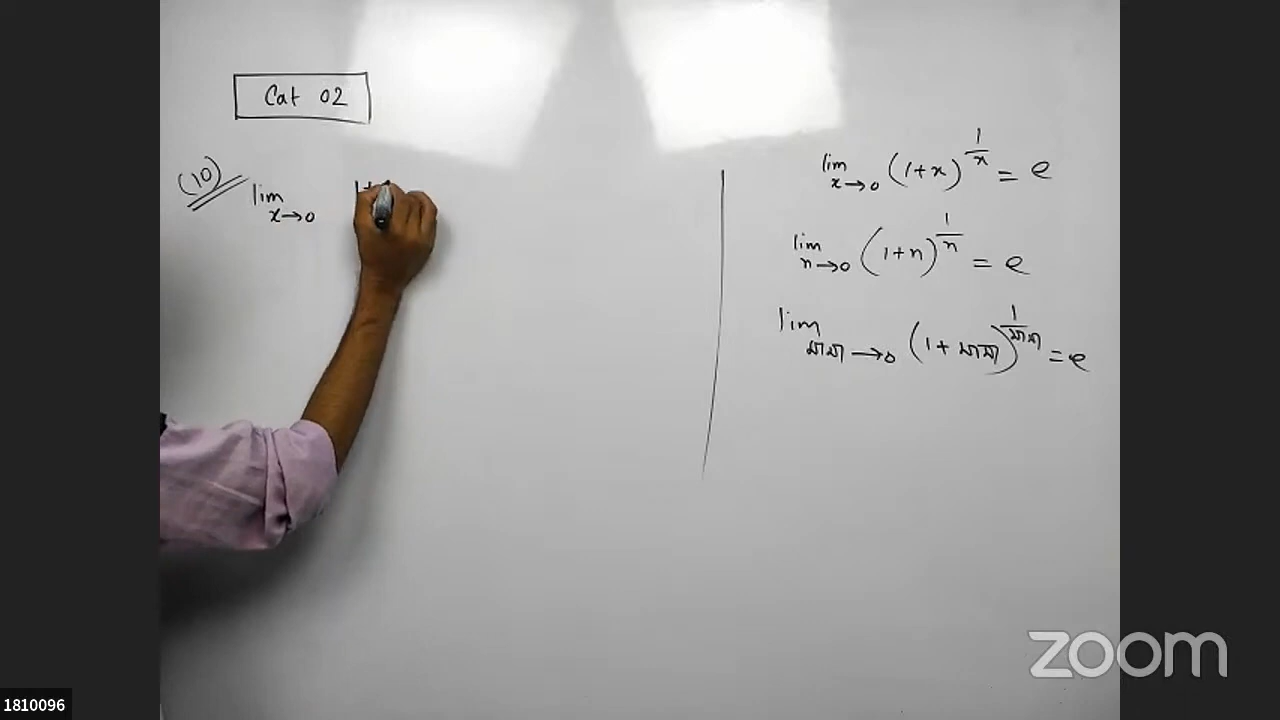 Cat 02
(10) lim x→0 1+
lim x→0 (1+x)^(1/x) = e
lim n→0 (1+n)^(1/n) = e
lim যাতা→0 (1+যাতা)^(1/যাতা) = e
zoom
1810096